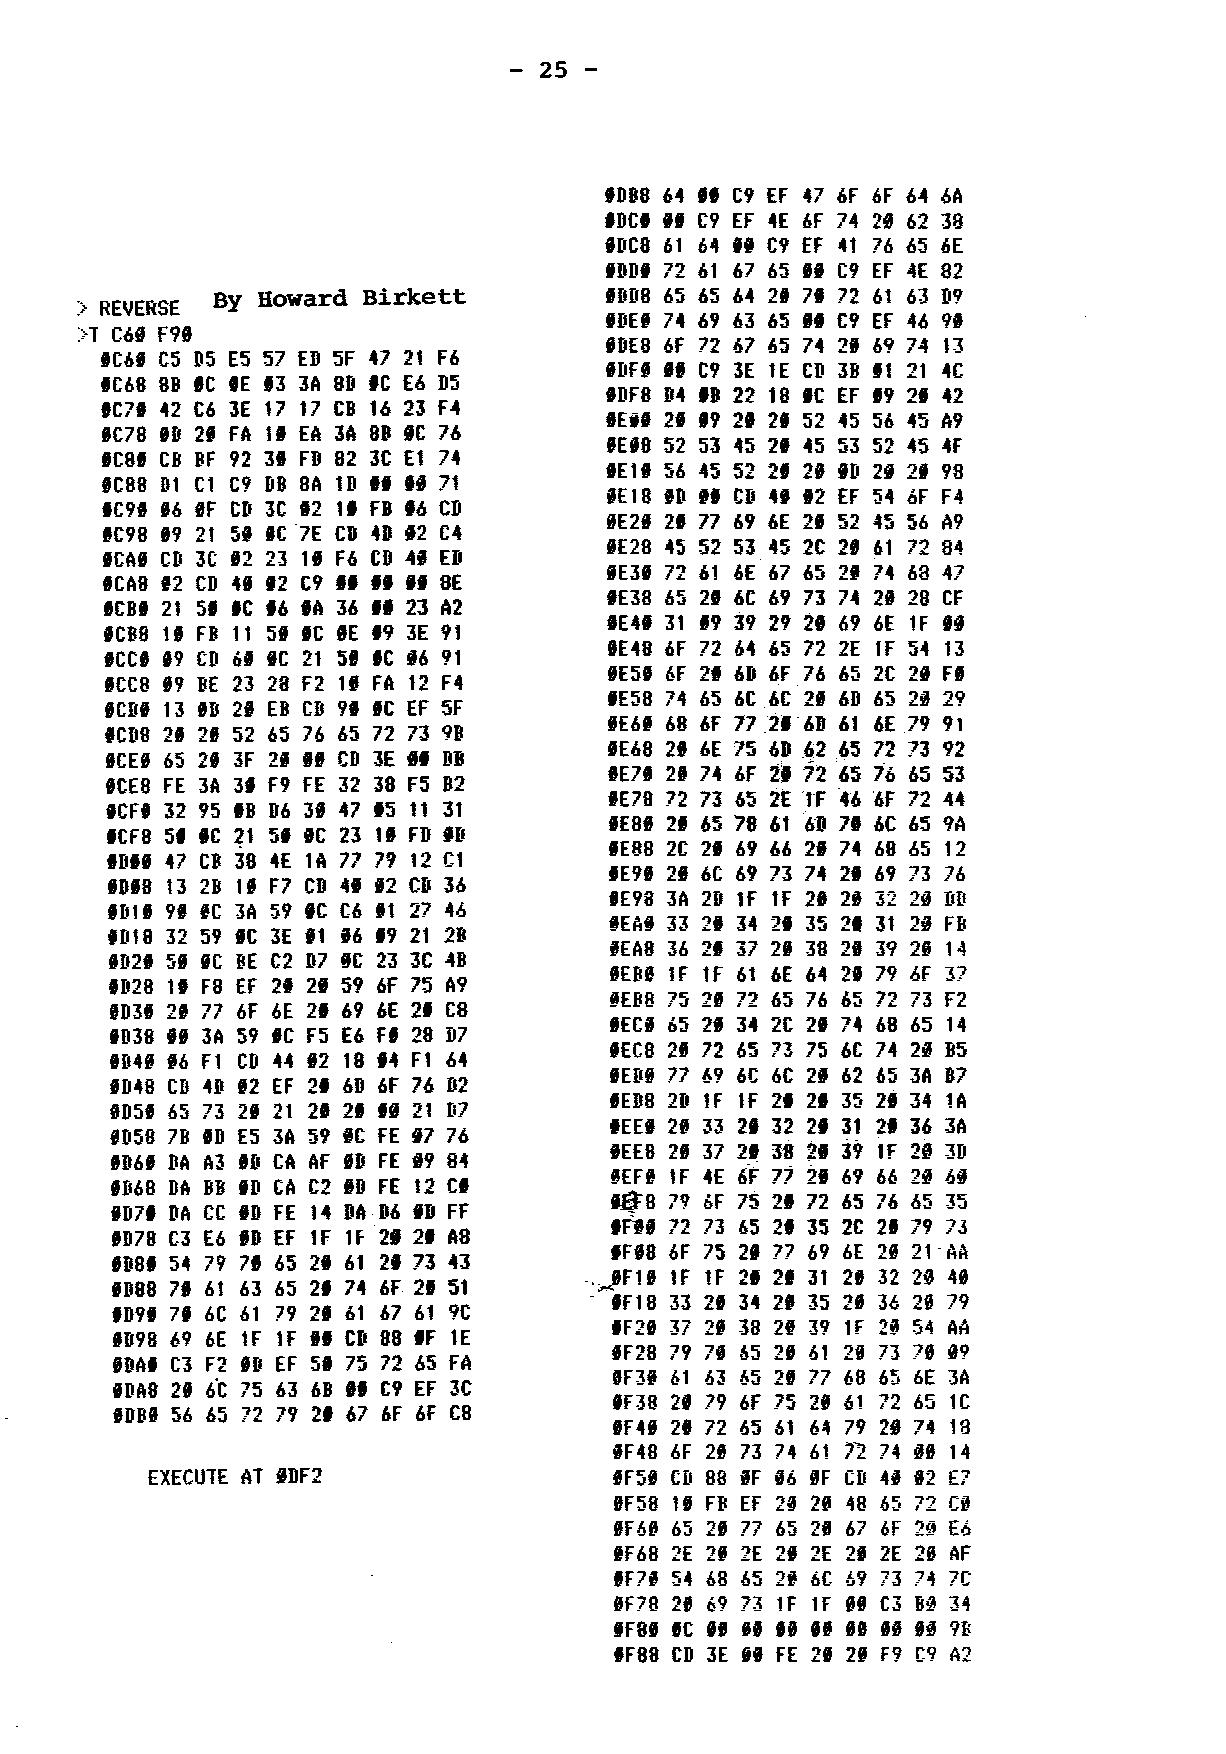 - 25 -
> REVERSE By Howard Birkett
>T C60 F90
0C60 C5 D5 E5 57 ED 5F 47 21 F6
0C68 8B 0C 0E 03 3A 8D 0C E6 D5
0C70 42 C6 3E 17 17 CB 16 23 F4
0C78 0D 20 FA 10 EA 3A 8B 0C 76
0C80 CB BF 92 30 FD 82 3C E1 74
0C88 D1 C1 C9 DB 8A 1D 00 00 71
0C90 06 0F CD 3C 02 10 FB 06 CD
0C98 09 21 50 0C 7E CD 4D 02 C4
0CA0 CD 3C 02 23 10 F6 CD 40 ED
0CA8 02 CD 40 02 C9 00 00 00 8E
0CB0 21 50 0C 06 0A 36 00 23 A2
0CB8 10 FB 11 50 0C 0E 09 3E 91
0CC0 09 CD 60 0C 21 50 0C 06 91
0CC8 09 BE 23 28 F2 10 FA 12 F4
0CD0 13 0D 20 EB CD 90 0C EF 5F
0CD8 20 20 52 65 76 65 72 73 9B
0CE0 65 20 3F 20 00 CD 3E 00 DB
0CE8 FE 3A 30 F9 FE 32 38 F5 B2
0CF0 32 95 0B D6 30 47 05 11 31
0CF8 50 0C 21 50 0C 23 10 FD 0D
0D00 47 CB 38 4E 1A 77 79 12 C1
0D08 13 2B 10 F7 CD 40 02 CD 36
0D10 90 0C 3A 59 0C C6 01 27 46
0D18 32 59 0C 3E 01 06 09 21 2B
0D20 50 0C BE C2 D7 0C 23 3C 4B
0D28 10 F8 EF 20 20 59 6F 75 A9
0D30 20 77 6F 6E 20 69 6E 20 C8
0D38 00 3A 59 0C F5 E6 F0 28 D7
0D40 06 F1 CD 44 02 18 04 F1 64
0D48 CD 4D 02 EF 20 6D 6F 76 D2
0D50 65 73 20 21 20 20 00 21 D7
0D58 7B 0D E5 3A 59 0C FE 07 76
0D60 DA A3 0D CA AF 0D FE 09 84
0D68 DA BB 0D CA C2 0D FE 12 C0
0D70 DA CC 0D FE 14 DA D6 0D FF
0D78 C3 E6 0D EF 1F 1F 20 20 A8
0D80 54 79 70 65 20 61 20 73 43
0D88 70 61 63 65 20 74 6F 20 51
0D90 70 6C 61 79 20 61 67 61 9C
0D98 69 6E 1F 1F 00 CD 88 0F 1E
0DA0 C3 F2 0D EF 50 75 72 65 FA
0DA8 20 6C 75 63 6B 00 C9 EF 3C
0DB0 56 65 72 79 20 67 6F 6F C8
EXECUTE AT 0DF2
0DB8 64 00 C9 EF 47 6F 6F 64 6A
0DC0 00 C9 EF 4E 6F 74 20 62 38
0DC8 61 64 00 C9 EF 41 76 65 6E
0DD0 72 61 67 65 00 C9 EF 4E 82
0DD8 65 65 64 20 70 72 61 63 D9
0DE0 74 69 63 65 00 C9 EF 46 90
0DE8 6F 72 67 65 74 20 69 74 13
0DF0 00 C9 3E 1E CD 3B 01 21 4C
0DF8 D4 0B 22 18 0C EF 09 20 42
0E00 20 09 20 20 52 45 56 45 A9
0E08 52 53 45 20 45 53 52 45 4F
0E10 56 45 52 20 20 0D 20 20 98
0E18 0D 00 CD 40 02 EF 54 6F F4
0E20 20 77 69 6E 20 52 45 56 A9
0E28 45 52 53 45 2C 20 61 72 84
0E30 72 61 6E 67 65 20 74 68 47
0E38 65 20 6C 69 73 74 20 28 CF
0E40 31 09 39 29 20 69 6E 1F 00
0E48 6F 72 64 65 72 2E 1F 54 13
0E50 6F 20 6D 6F 76 65 2C 20 F0
0E58 74 65 6C 6C 20 6D 65 20 29
0E60 68 6F 77 20 6D 61 6E 79 91
0E68 20 6E 75 6D 62 65 72 73 92
0E70 20 74 6F 20 72 65 76 65 53
0E78 72 73 65 2E 1F 46 6F 72 44
0E80 20 65 78 61 6D 70 6C 65 9A
0E88 2C 20 69 66 20 74 68 65 12
0E90 20 6C 69 73 74 20 69 73 76
0E98 3A 2D 1F 1F 20 20 32 20 DD
0EA0 33 20 34 20 35 20 31 20 FB
0EA8 36 20 37 20 38 20 39 20 14
0EB0 1F 1F 61 6E 64 20 79 6F 37
0EB8 75 20 72 65 76 65 72 73 F2
0EC0 65 20 34 2C 20 74 68 65 14
0EC8 20 72 65 73 75 6C 74 20 B5
0ED0 77 69 6C 6C 20 62 65 3A B7
0ED8 2D 1F 1F 20 20 35 20 34 1A
0EE0 20 33 20 32 20 31 20 36 3A
0EE8 20 37 20 38 20 39 1F 20 3D
0EF0 1F 4E 6F 77 20 69 66 20 60
0EF8 79 6F 75 20 72 65 76 65 35
0F00 72 73 65 20 35 2C 20 79 73
0F08 6F 75 20 77 69 6E 20 21 AA
0F10 1F 1F 20 20 31 20 32 20 40
0F18 33 20 34 20 35 20 36 20 79
0F20 37 20 38 20 39 1F 20 54 AA
0F28 79 70 65 20 61 20 73 70 09
0F30 61 63 65 20 77 68 65 6E 3A
0F38 20 79 6F 75 20 61 72 65 1C
0F40 20 72 65 61 64 79 20 74 18
0F48 6F 20 73 74 61 72 74 00 14
0F50 CD 88 0F 06 0F CD 40 02 E7
0F58 10 FB EF 20 20 48 65 72 C0
0F60 65 20 77 65 20 67 6F 20 E6
0F68 2E 20 2E 20 2E 20 2E 20 AF
0F70 54 68 65 20 6C 69 73 74 7C
0F78 20 69 73 1F 1F 00 C3 B0 34
0F80 0C 00 00 00 00 00 00 00 9B
0F88 CD 3E 00 FE 20 20 F9 C9 A2